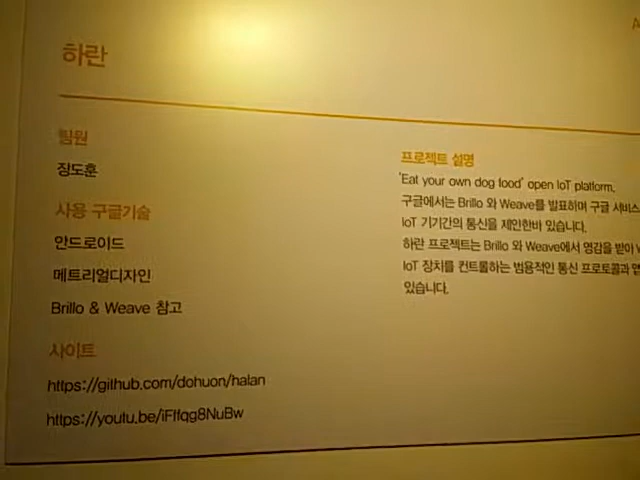 하란
팀원
징도훈
사용 구글기술
안드로이드
메트리얼디자인
Brillo & Weave 참고
사이트
https://github.com/dohuon/halan
프로젝트 설명
'Eat your own dog food' open IoT platform.
구글에서는 Brillo 와 Weave를 발표하며 구글 서비스
IoT 기기간의 통신을 제안한바 있습니다.
하란 프로젝트는 Brillo 와 Weave에서 영감을 받아
IoT 장치를 컨트롤하는 범용적인 통신 프로토콜과
있습니다.